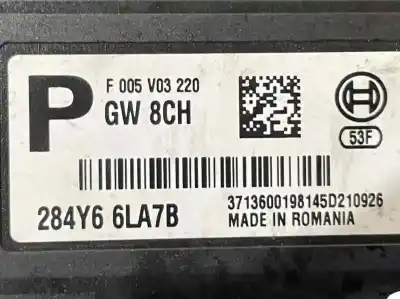 P
F 005 V03 220
GW 8CH
53F
284Y6 6LA7B
3713600198145D210926
MADE IN ROMANIA